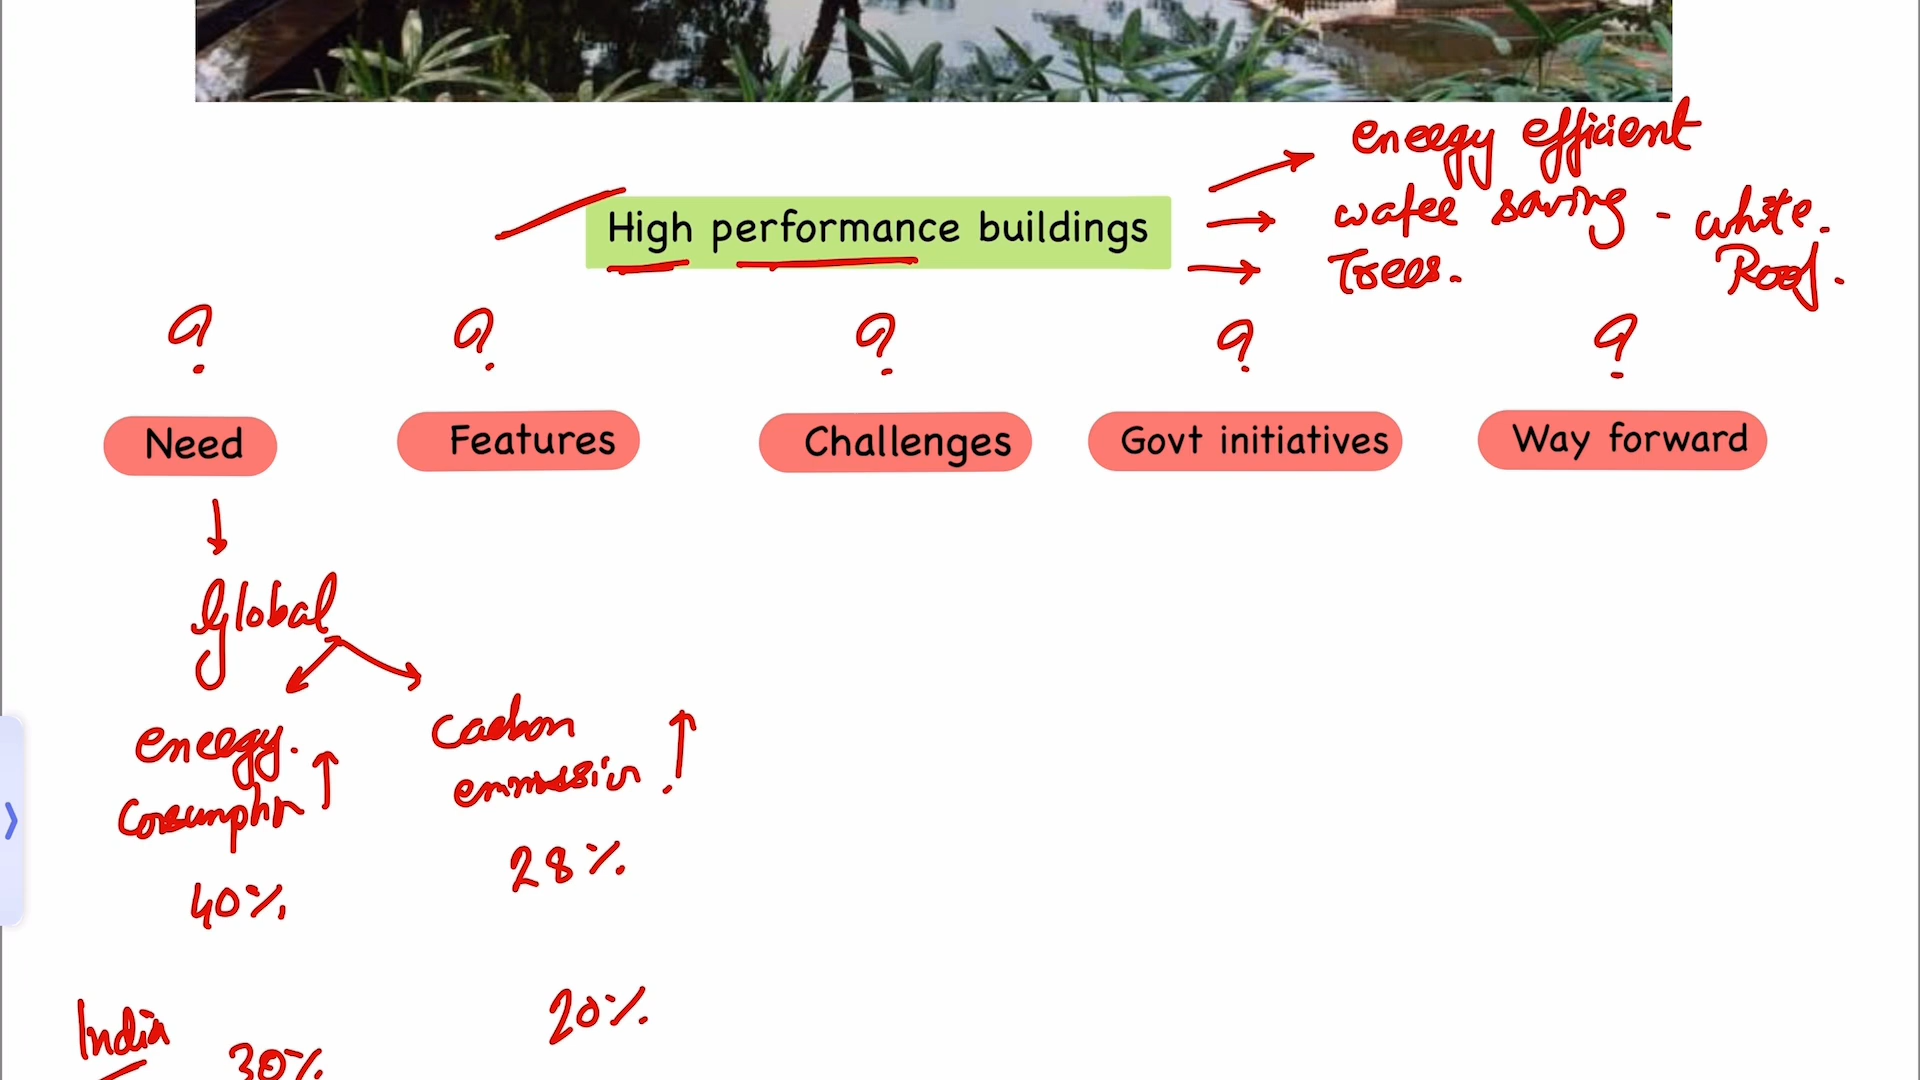 energy efficient
water saving - white.
Trees. Roof.
High performance buildings
? ? ? ? ?
Need Features Challenges Govt initiatives Way forward
Global
energy. carbon
consumptn emmission.
28%.
40%
20%.
India
30%